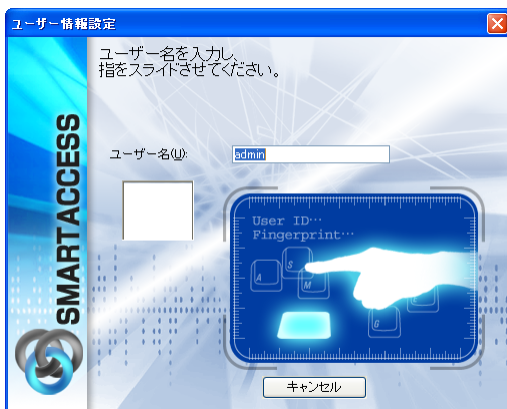 ユーザー情報設定
ユーザー名を入力し、
指をスライドさせてください。
SMARTACCESS
ユーザー名(U):
admin
User ID…
Fingerprint…
A
S
M
G
キャンセル